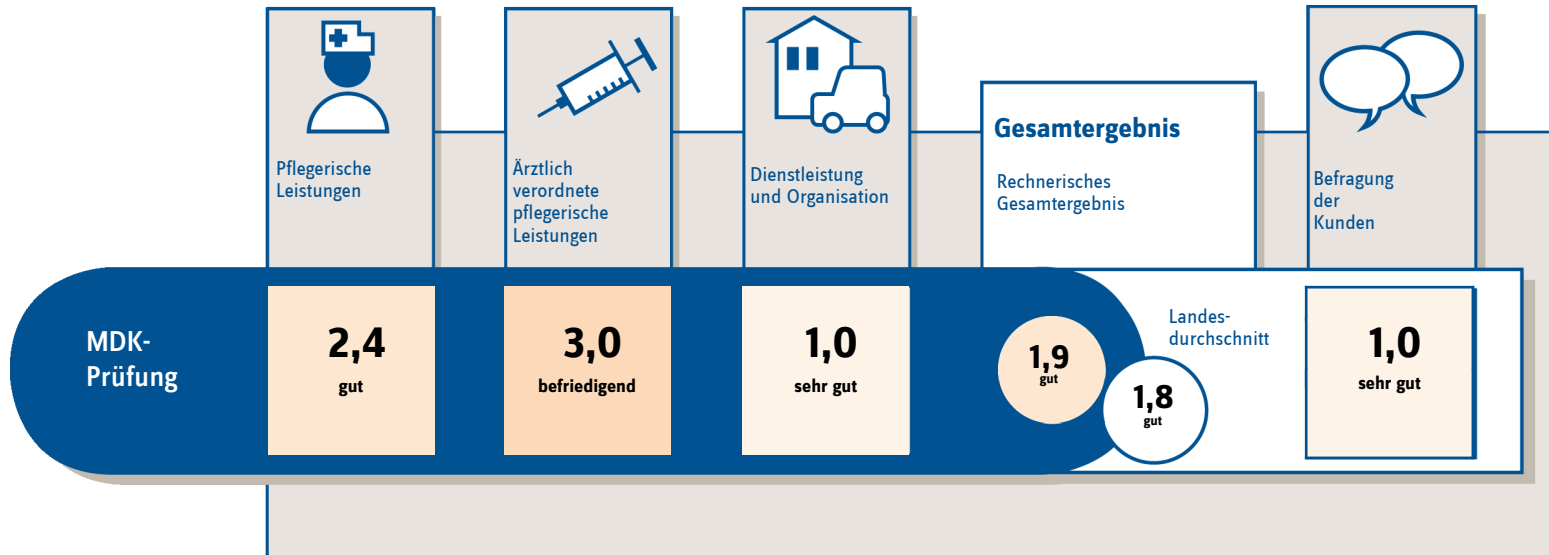 Pflegerische
Leistungen
Ärztlich
verordnete
pflegerische
Leistungen
Dienstleistung
und Organisation
Gesamtergebnis
Rechnerisches
Gesamtergebnis
Befragung
der
Kunden
MDK-
Prüfung
2,4
gut
3,0
befriedigend
1,0
sehr gut
1,9
gut
Landes-
durchschnitt
1,8
gut
1,0
sehr gut